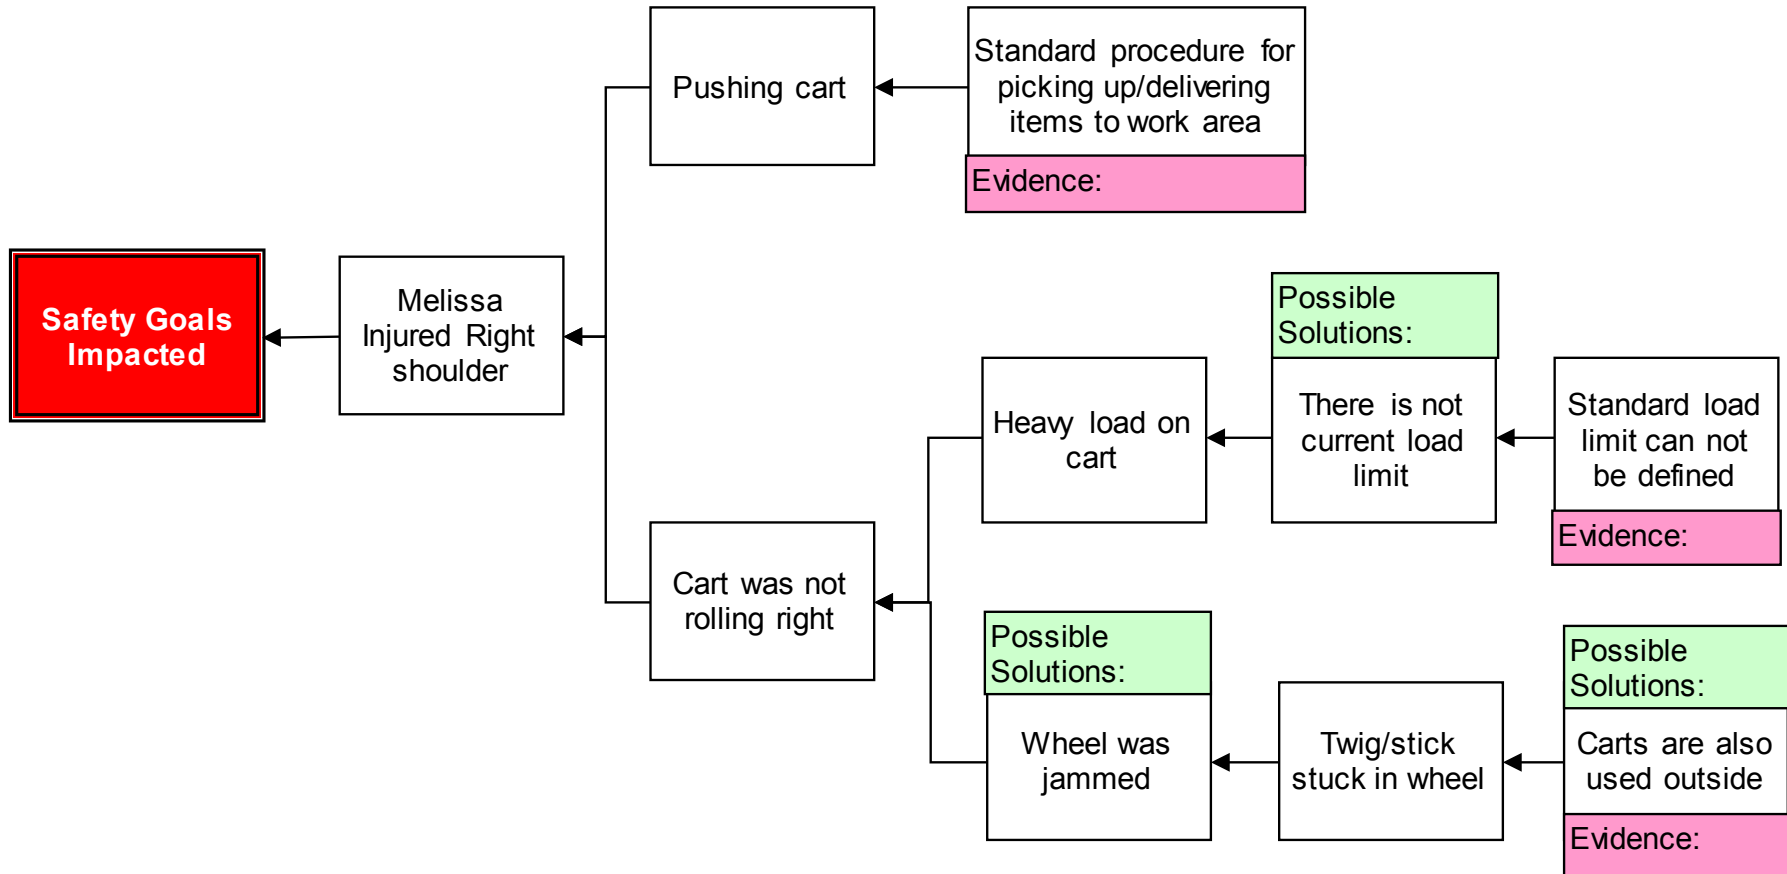 Safety Goals
Impacted
Melissa
Injured Right
shoulder
Pushing cart
Standard procedure for
picking up/delivering
items to work area
Evidence:
Cart was not
rolling right
Heavy load on
cart
Possible
Solutions:
There is not
current load
limit
Standard load
limit can not
be defined
Evidence:
Possible
Solutions:
Wheel was
jammed
Twig/stick
stuck in wheel
Possible
Solutions:
Carts are also
used outside
Evidence: